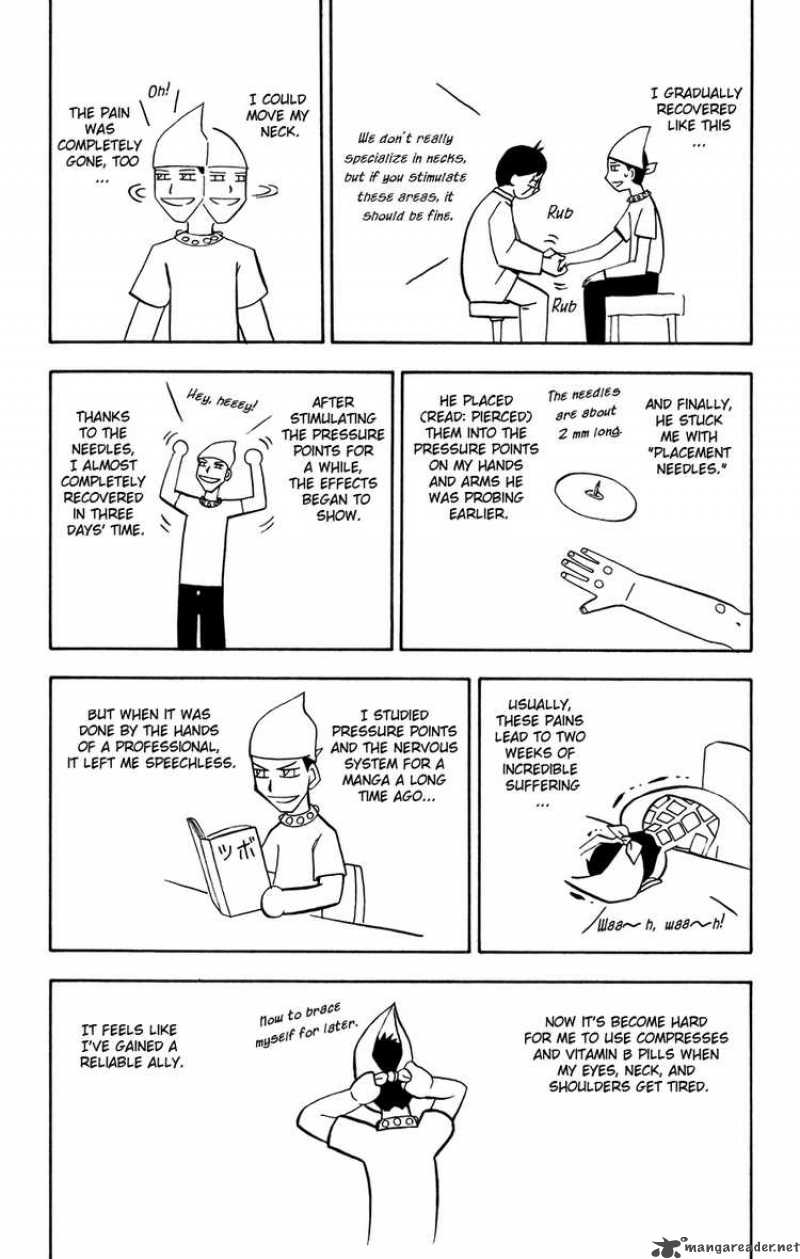 I GRADUALLY
RECOVERED
LIKE THIS
...
We don't really
specialize in necks,
but if you stimulate
these areas, it
should be fine.
Rub
Rub
I COULD
MOVE MY
NECK.
Oh!
THE PAIN
WAS
COMPLETELY
GONE, TOO
...
AND FINALLY,
HE STUCK
ME WITH
"PLACEMENT
NEEDLES."
The needles
are about
2 mm long.
HE PLACED
(READ: PIERCED)
THEM INTO THE
PRESSURE POINTS
ON MY HANDS
AND ARMS HE
WAS PROBING
EARLIER.
AFTER
STIMULATING
THE PRESSURE
POINTS FOR
A WHILE,
THE EFFECTS
BEGAN TO
SHOW.
Hey, heeey!
THANKS
TO THE
NEEDLES,
I ALMOST
COMPLETELY
RECOVERED
IN THREE
DAYS' TIME.
USUALLY,
THESE PAINS
LEAD TO TWO
WEEKS OF
INCREDIBLE
SUFFERING
...
Waa~h, waa~h!
I STUDIED
PRESSURE POINTS
AND THE NERVOUS
SYSTEM FOR A
MANGA A LONG
TIME AGO...
BUT WHEN IT WAS
DONE BY THE HANDS
OF A PROFESSIONAL,
IT LEFT ME SPEECHLESS.
ツボ
NOW IT'S BECOME HARD
FOR ME TO USE COMPRESSES
AND VITAMIN B PILLS WHEN
MY EYES, NECK, AND
SHOULDERS GET TIRED.
Now to brace
myself for later.
IT FEELS LIKE
I'VE GAINED A
RELIABLE ALLY.
mangareader.net